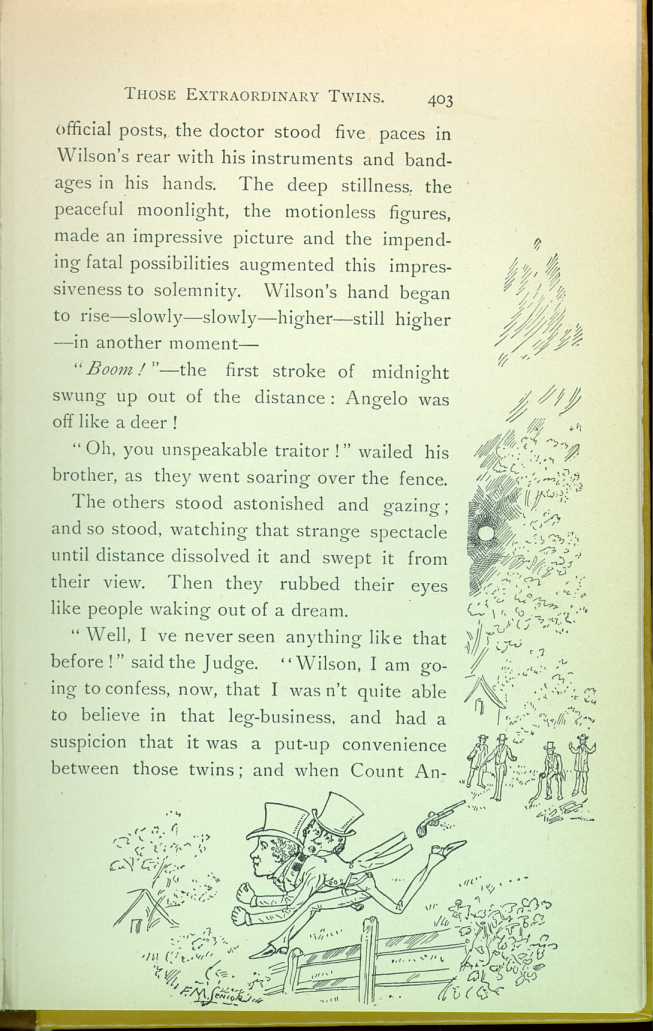 THOSE EXTRAORDINARY TWINS. 403
official posts, the doctor stood five paces in
Wilson's rear with his instruments and band-
ages in his hands. The deep stillness, the
peaceful moonlight, the motionless figures,
made an impressive picture and the impend-
ing fatal possibilities augmented this impres-
siveness to solemnity. Wilson's hand began
to rise—slowly—slowly—higher—still higher
—in another moment—
"Boom!"—the first stroke of midnight
swung up out of the distance: Angelo was
off like a deer!
"Oh, you unspeakable traitor!" wailed his
brother, as they went soaring over the fence.
The others stood astonished and gazing;
and so stood, watching that strange spectacle
until distance dissolved it and swept it from
their view. Then they rubbed their eyes
like people waking out of a dream.
"Well, I ve never seen anything like that
before!" said the Judge. "Wilson, I am go-
ing to confess, now, that I was n't quite able
to believe in that leg-business, and had a
suspicion that it was a put-up convenience
between those twins; and when Count An-
F.M. SENIOR